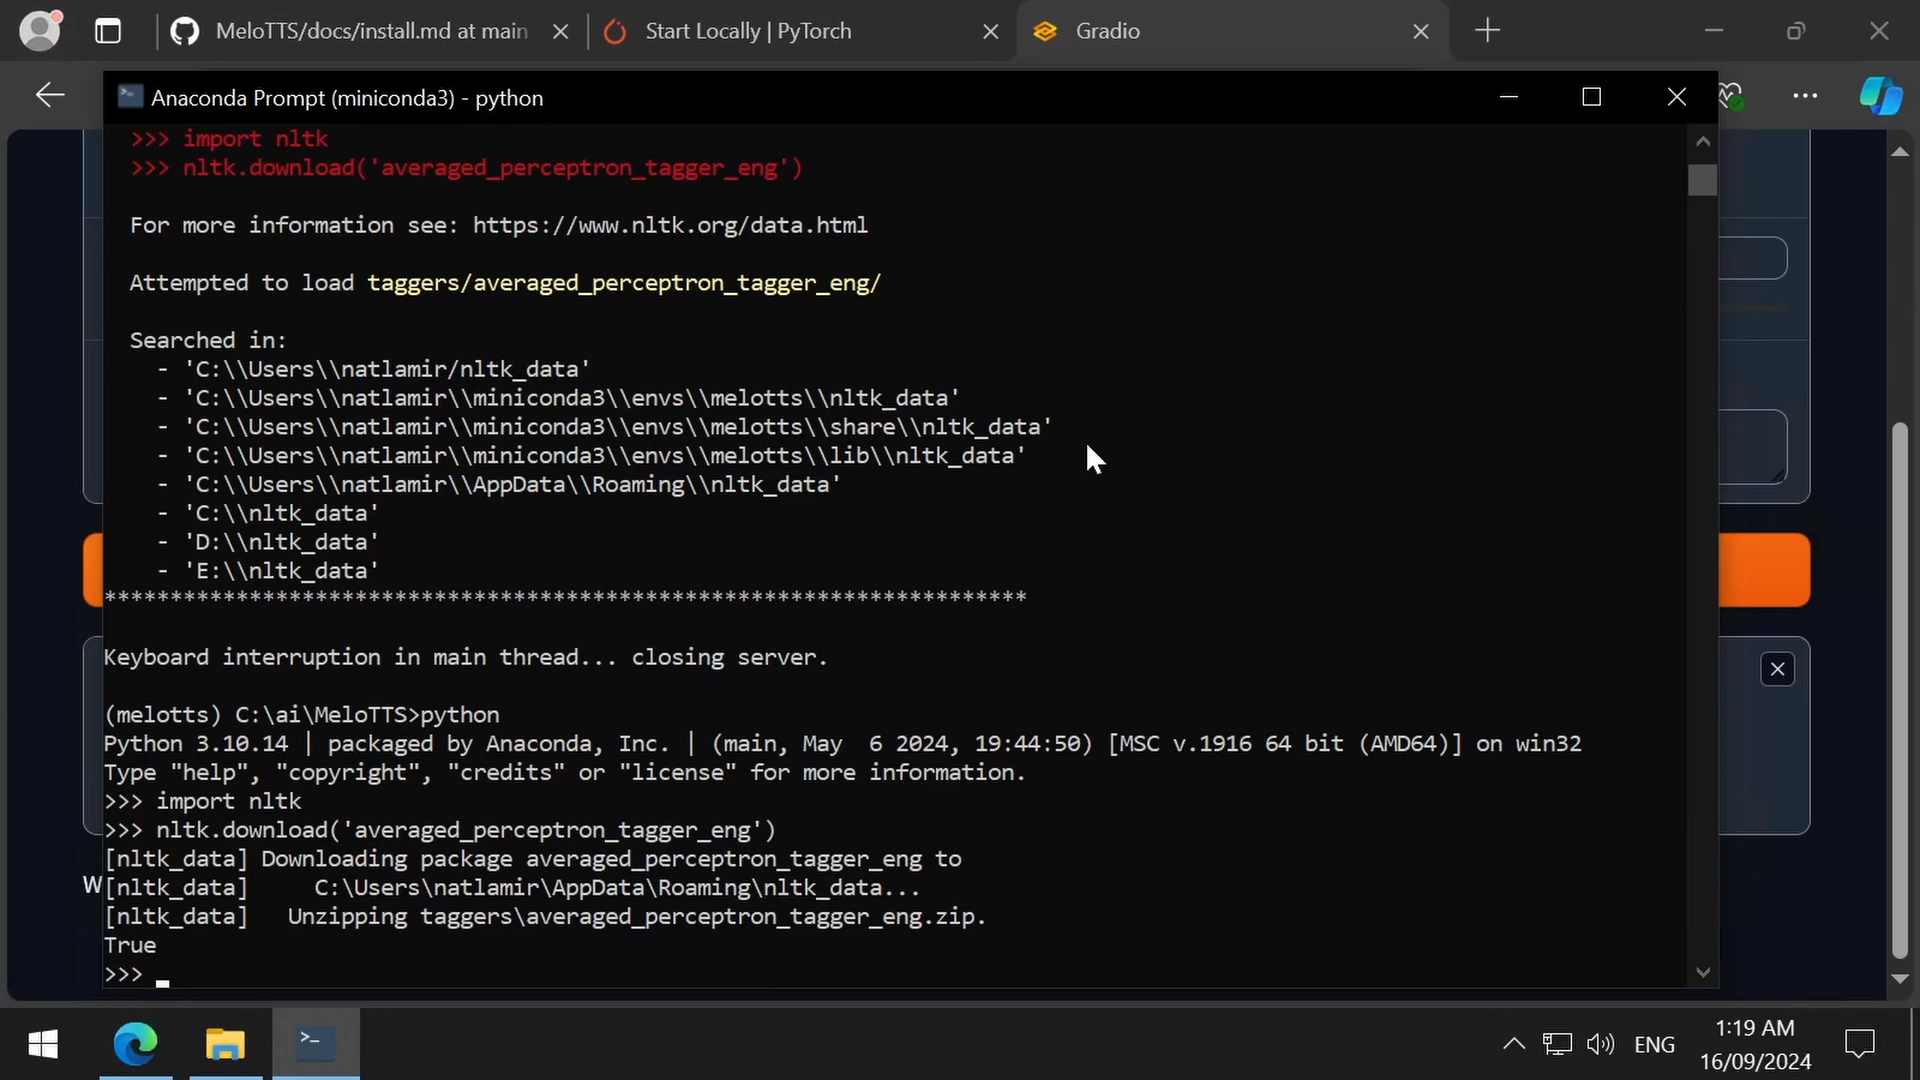 MeloTTS/docs/install.md at main
Start Locally | PyTorch
Gradio
Anaconda Prompt (miniconda3) - python
>>> import nltk
>>> nltk.download('averaged_perceptron_tagger_eng')
For more information see: https://www.nltk.org/data.html
Attempted to load taggers/averaged_perceptron_tagger_eng/
Searched in:
- 'C:\\Users\\natlamir/nltk_data'
- 'C:\\Users\\natlamir\\miniconda3\\envs\\melotts\\nltk_data'
- 'C:\\Users\\natlamir\\miniconda3\\envs\\melotts\\share\\nltk_data'
- 'C:\\Users\\natlamir\\miniconda3\\envs\\melotts\\lib\\nltk_data'
- 'C:\\Users\\natlamir\\AppData\\Roaming\\nltk_data'
- 'C:\\nltk_data'
- 'D:\\nltk_data'
- 'E:\\nltk_data'
**********************************************************************
Keyboard interruption in main thread... closing server.
(melotts) C:\ai\MeloTTS>python
Python 3.10.14 | packaged by Anaconda, Inc. | (main, May  6 2024, 19:44:50) [MSC v.1916 64 bit (AMD64)] on win32
Type "help", "copyright", "credits" or "license" for more information.
>>> import nltk
>>> nltk.download('averaged_perceptron_tagger_eng')
[nltk_data] Downloading package averaged_perceptron_tagger_eng to
W
[nltk_data]     C:\Users\natlamir\AppData\Roaming\nltk_data...
[nltk_data]   Unzipping taggers\averaged_perceptron_tagger_eng.zip.
True
>>>
ENG
1:19 AM
16/09/2024